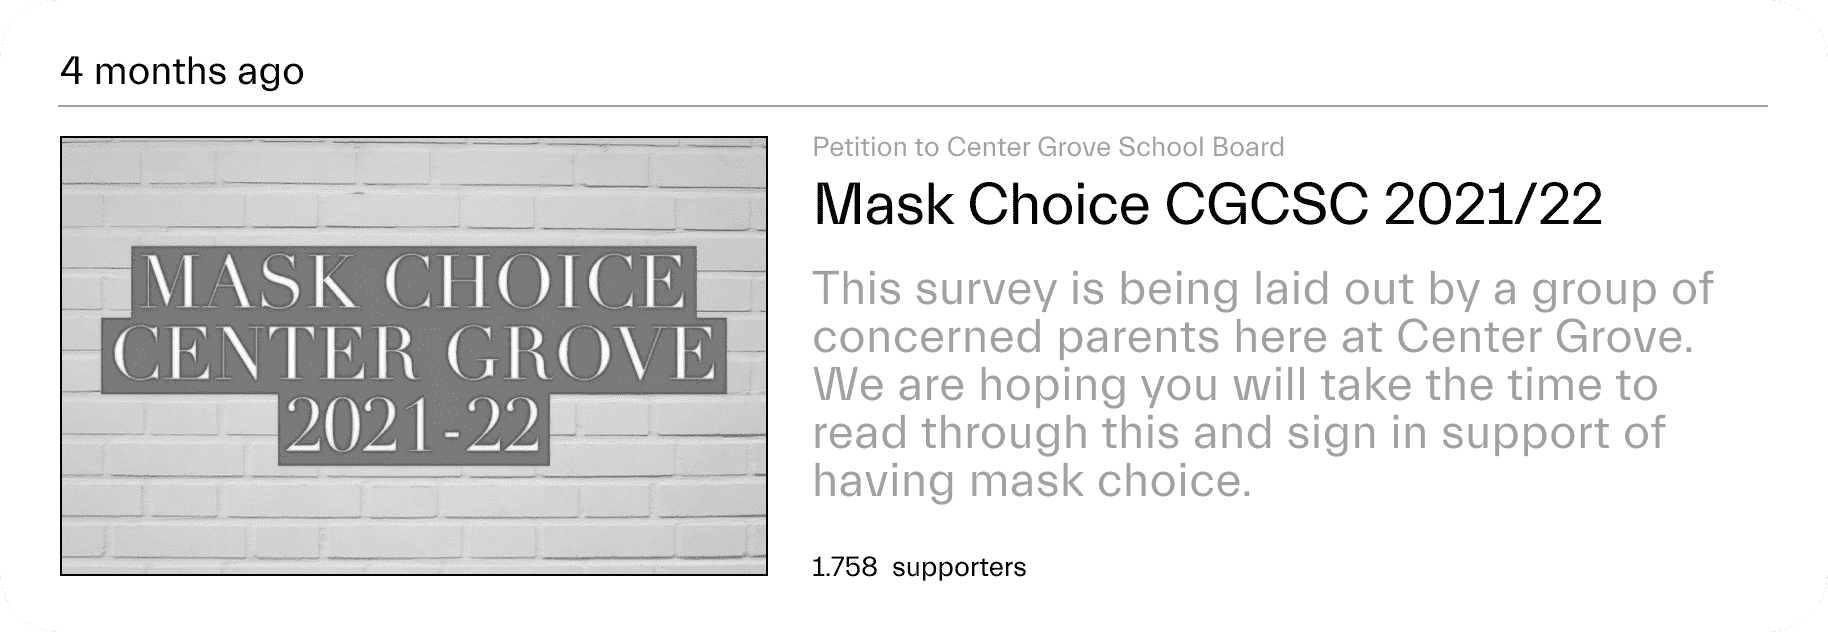 4 months ago
MASK CHOICE
CENTER GROVE
2021-22
Petition to Center Grove School Board
Mask Choice CGCSC 2021/22
This survey is being laid out by a group of
concerned parents here at Center Grove.
We are hoping you will take the time to
read through this and sign in support of
having mask choice.
1.758 supporters